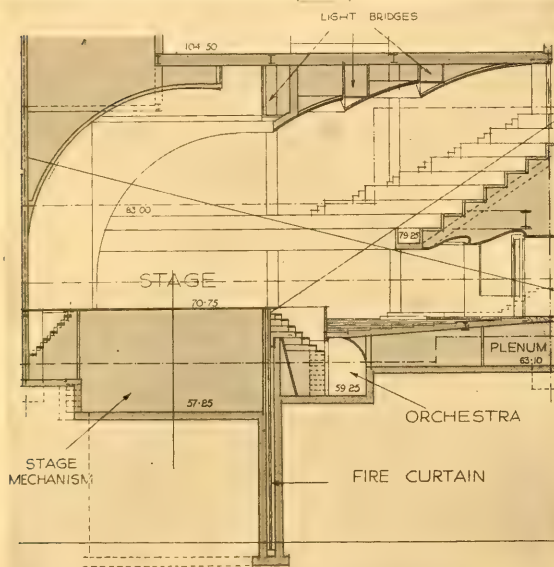 LIGHT BRIDGES
104·50
83·00
79·25
STAGE
70·75
PLENUM
63·10
59·25
57·25
ORCHESTRA
STAGE
MECHANISM
FIRE CURTAIN